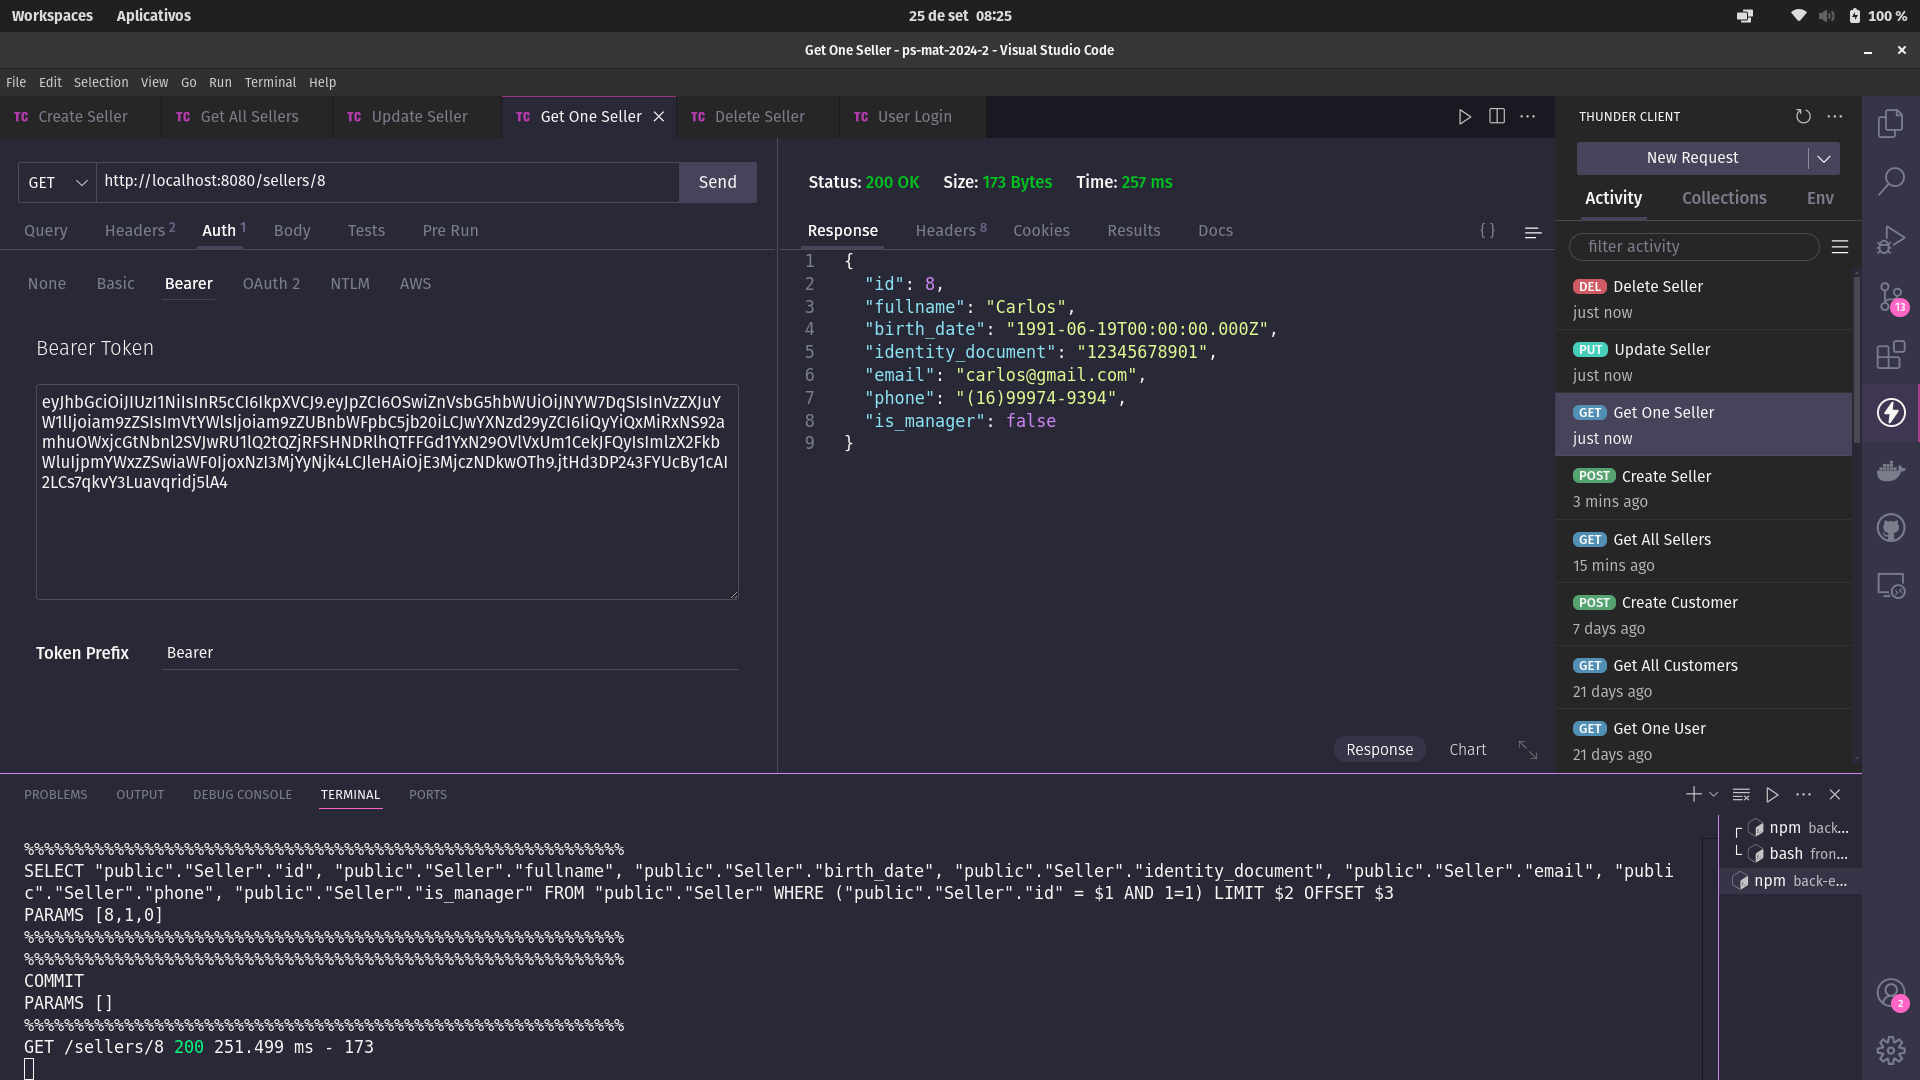 Workspaces Aplicativos 25 de set 08:25 100 %
Get One Seller - ps-mat-2024-2 - Visual Studio Code
File Edit Selection View Go Run Terminal Help
TC Create Seller TC Get All Sellers TC Update Seller TC Get One Seller TC Delete Seller TC User Login
GET http://localhost:8080/sellers/8 Send
Query Headers 2 Auth 1 Body Tests Pre Run
None Basic Bearer OAuth 2 NTLM AWS
Bearer Token
Token Prefix Bearer
Status: 200 OK Size: 173 Bytes Time: 257 ms
Response Headers 8 Cookies Results Docs { }
1 {
2 "id": 8,
3 "fullname": "Carlos",
4 "birth_date": "1991-06-19T00:00:00.000Z",
5 "identity_document": "12345678901",
6 "email": "carlos@gmail.com",
7 "phone": "(16)99974-9394",
8 "is_manager": false
9 }
Response Chart
THUNDER CLIENT
New Request
Activity Collections Env
filter activity
DEL Delete Seller
just now
PUT Update Seller
just now
GET Get One Seller
just now
POST Create Seller
3 mins ago
GET Get All Sellers
15 mins ago
POST Create Customer
7 days ago
GET Get All Customers
21 days ago
GET Get One User
21 days ago
13
2
PROBLEMS OUTPUT DEBUG CONSOLE TERMINAL PORTS
%%%%%%%%%%%%%%%%%%%%%%%%%%%%%%%%%%%%%%%%%%%%%%%%%%%%%%%%%%%%
SELECT "public"."Seller"."id", "public"."Seller"."fullname", "public"."Seller"."birth_date", "public"."Seller"."identity_document", "public"."Seller"."email", "publi
c"."Seller"."phone", "public"."Seller"."is_manager" FROM "public"."Seller" WHERE ("public"."Seller"."id" = $1 AND 1=1) LIMIT $2 OFFSET $3
PARAMS [8,1,0]
%%%%%%%%%%%%%%%%%%%%%%%%%%%%%%%%%%%%%%%%%%%%%%%%%%%%%%%%%%%%
%%%%%%%%%%%%%%%%%%%%%%%%%%%%%%%%%%%%%%%%%%%%%%%%%%%%%%%%%%%%
COMMIT
PARAMS []
%%%%%%%%%%%%%%%%%%%%%%%%%%%%%%%%%%%%%%%%%%%%%%%%%%%%%%%%%%%%
GET /sellers/8 200 251.499 ms - 173
npm back...
bash fron...
npm back-e...